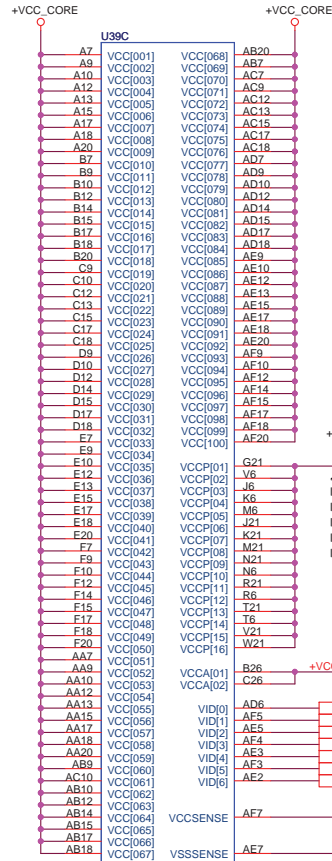 +VCC_CORE
+VCC_CORE
U39C
A7 VCC[001]
A9 VCC[002]
A10 VCC[003]
A12 VCC[004]
A13 VCC[005]
A15 VCC[006]
A17 VCC[007]
A18 VCC[008]
A20 VCC[009]
B7 VCC[010]
B9 VCC[011]
B10 VCC[012]
B12 VCC[013]
B14 VCC[014]
B15 VCC[015]
B17 VCC[016]
B18 VCC[017]
B20 VCC[018]
C9 VCC[019]
C10 VCC[020]
C12 VCC[021]
C13 VCC[022]
C15 VCC[023]
C17 VCC[024]
C18 VCC[025]
D9 VCC[026]
D10 VCC[027]
D12 VCC[028]
D14 VCC[029]
D15 VCC[030]
D17 VCC[031]
D18 VCC[032]
E7 VCC[033]
E9 VCC[034]
E10 VCC[035]
E12 VCC[036]
E13 VCC[037]
E15 VCC[038]
E17 VCC[039]
E18 VCC[040]
E20 VCC[041]
F7 VCC[042]
F9 VCC[043]
F10 VCC[044]
F12 VCC[045]
F14 VCC[046]
F15 VCC[047]
F17 VCC[048]
F18 VCC[049]
F20 VCC[050]
AA7 VCC[051]
AA9 VCC[052]
AA10 VCC[053]
AA12 VCC[054]
AA13 VCC[055]
AA15 VCC[056]
AA17 VCC[057]
AA18 VCC[058]
AA20 VCC[059]
AB9 VCC[060]
AC10 VCC[061]
AB10 VCC[062]
AB12 VCC[063]
AB14 VCC[064]
AB15 VCC[065]
AB17 VCC[066]
AB18 VCC[067]
VCC[068] AB20
VCC[069] AB7
VCC[070] AC7
VCC[071] AC9
VCC[072] AC12
VCC[073] AC13
VCC[074] AC15
VCC[075] AC17
VCC[076] AC18
VCC[077] AD7
VCC[078] AD9
VCC[079] AD10
VCC[080] AD12
VCC[081] AD14
VCC[082] AD15
VCC[083] AD17
VCC[084] AD18
VCC[085] AE9
VCC[086] AE10
VCC[087] AE12
VCC[088] AE13
VCC[089] AE15
VCC[090] AE17
VCC[091] AE18
VCC[092] AE20
VCC[093] AF9
VCC[094] AF10
VCC[095] AF12
VCC[096] AF14
VCC[097] AF15
VCC[098] AF17
VCC[099] AF18
VCC[100] AF20
VCCP[01] G21
VCCP[02] V6
VCCP[03] J6
VCCP[04] K6
VCCP[05] M6
VCCP[06] J21
VCCP[07] K21
VCCP[08] M21
VCCP[09] N21
VCCP[10] N6
VCCP[11] R21
VCCP[12] R6
VCCP[13] T21
VCCP[14] T6
VCCP[15] V21
VCCP[16] W21
VCCA[01] B26
VCCA[02] C26
VID[0] AD6
VID[1] AF5
VID[2] AE5
VID[3] AF4
VID[4] AE3
VID[5] AF3
VID[6] AE2
VCCSENSE AF7
VSSSENSE AE7